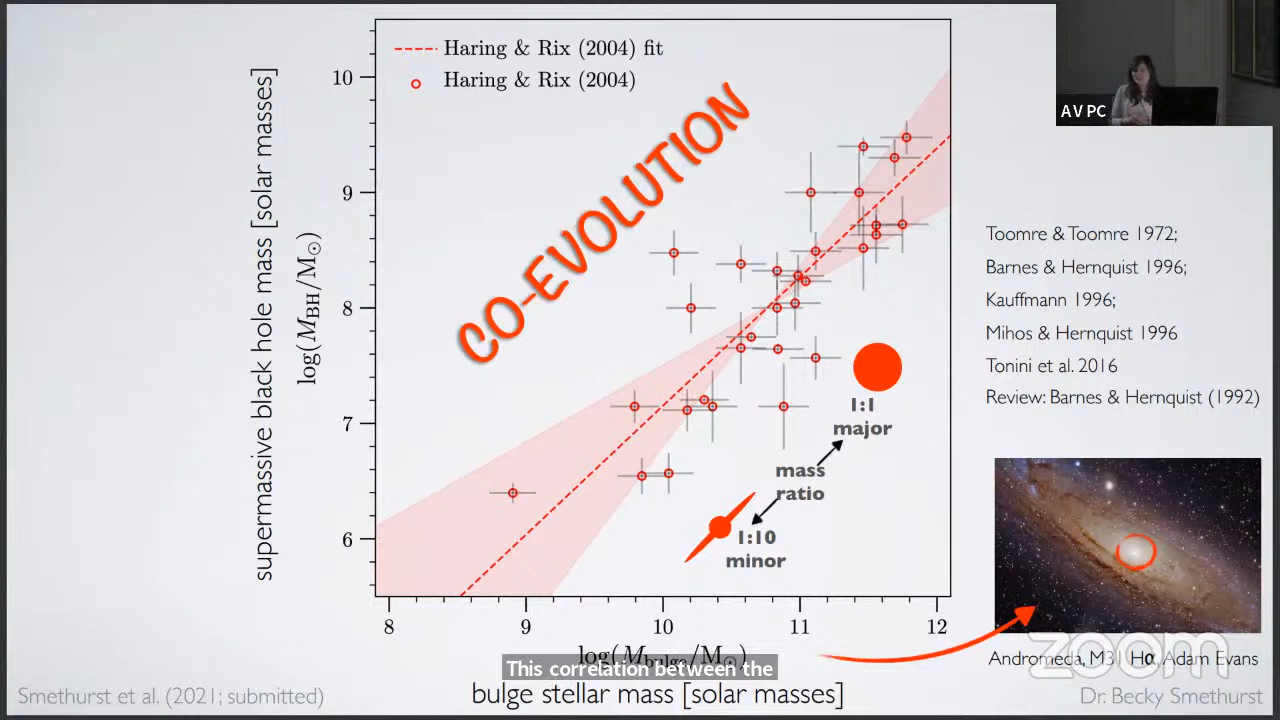 Haring & Rix (2004) fit
Haring & Rix (2004)
CO-EVOLUTION
AV PC
supermassive black hole mass [solar masses]
log(M_BH/M_⊙)
10
9
8
7
6
8
9
10
11
12
1:1
major
mass
ratio
1:10
minor
Toomre & Toomre 1972;
Barnes & Hernquist 1996;
Kauffmann 1996;
Mihos & Hernquist 1996
Tonini et al. 2016
Review: Barnes & Hernquist (1992)
log(M_bulge/M_⊙)
This correlation between the
bulge stellar mass [solar masses]
zoom
Andromeda, M31 Hα, Adam Evans
Smethurst et al. (2021; submitted)
Dr. Becky Smethurst